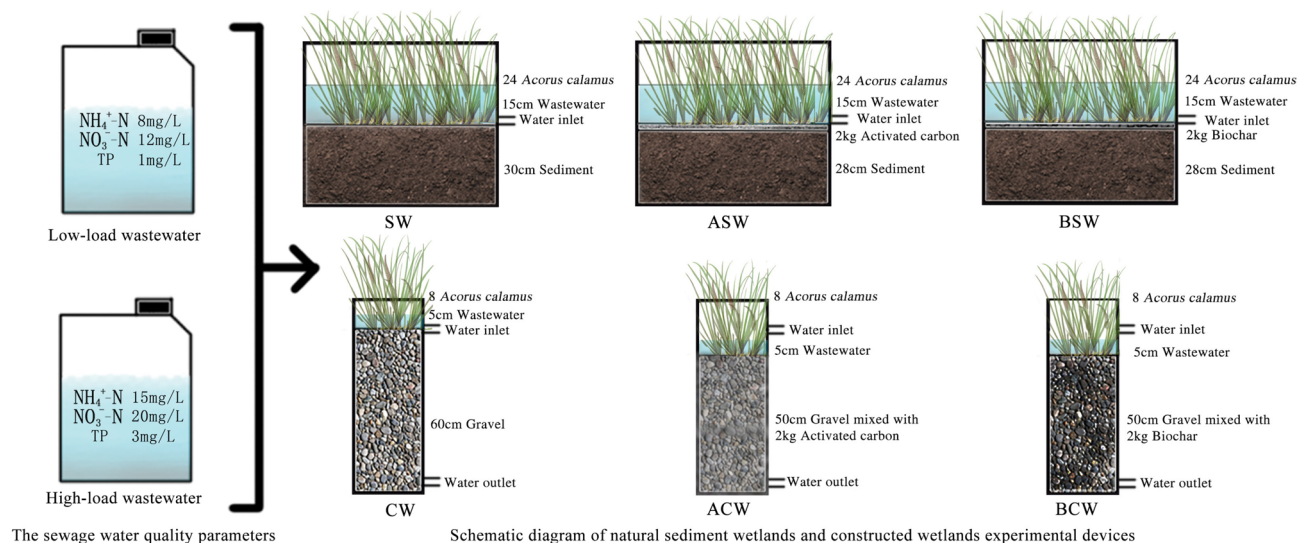 NH₄⁺-N 8mg/L
NO₃⁻-N 12mg/L
TP 1mg/L
Low-load wastewater
NH₄⁺-N 15mg/L
NO₃⁻-N 20mg/L
TP 3mg/L
High-load wastewater
The sewage water quality parameters
24 Acorus calamus
15cm Wastewater
Water inlet
30cm Sediment
SW
24 Acorus calamus
15cm Wastewater
Water inlet
2kg Activated carbon
28cm Sediment
ASW
24 Acorus calamus
15cm Wastewater
Water inlet
2kg Biochar
28cm Sediment
BSW
8 Acorus calamus
5cm Wastewater
Water inlet
60cm Gravel
Water outlet
CW
8 Acorus calamus
Water inlet
5cm Wastewater
50cm Gravel mixed with
2kg Activated carbon
Water outlet
ACW
8 Acorus calamus
Water inlet
5cm Wastewater
50cm Gravel mixed with
2kg Biochar
Water outlet
BCW
Schematic diagram of natural sediment wetlands and constructed wetlands experimental devices